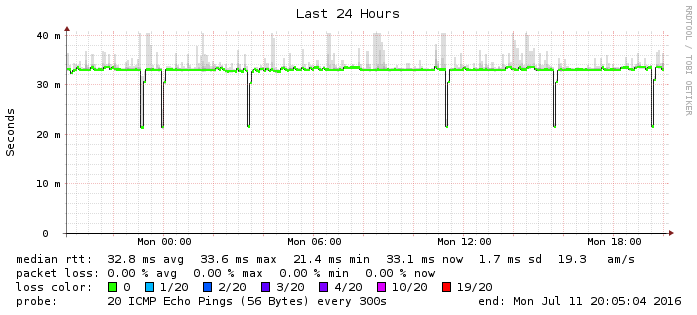 Last 24 Hours
RRDTOOL / TOBI OETIKER
Seconds
40 m
30 m
20 m
10 m
0
Mon 00:00 Mon 06:00 Mon 12:00 Mon 18:00
median rtt: 32.8 ms avg 33.6 ms max 21.4 ms min 33.1 ms now 1.7 ms sd 19.3 am/s
packet loss: 0.00 % avg 0.00 % max 0.00 % min 0.00 % now
loss color: 0 1/20 2/20 3/20 4/20 10/20 19/20
probe: 20 ICMP Echo Pings (56 Bytes) every 300s end: Mon Jul 11 20:05:04 2016